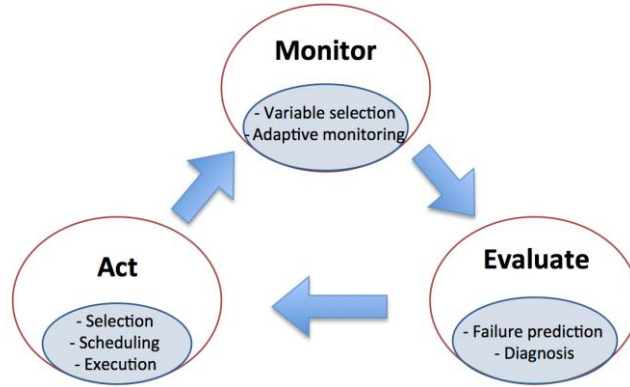 Monitor
- Variable selection
- Adaptive monitoring
Act
- Selection
- Scheduling
- Execution
Evaluate
- Failure prediction
- Diagnosis